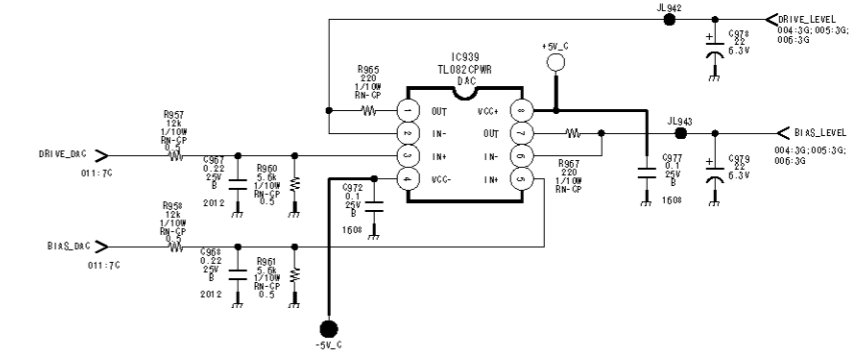 JL942
DRIVE_LEVEL
004:3G;005:3G;
006:3G
C978
22
6.3V
+5V_C
IC939
TL082CPWR
DAC
R965
220
1/10W
RN-CP
1 OUT VCC+ 8
2 IN- OUT 7
3 IN+ IN- 6
4 VCC- IN+ 5
JL943
BIAS_LEVEL
004:3G;005:3G;
006:3G
R957
12k
1/10W
RN-CP
0.5
DRIVE_DAC
011:7C
C967
0.22
25V
B
2012
R960
5.6k
1/10W
RN-CP
0.5
C972
0.1
25V
B
1608
R967
220
1/10W
RN-CP
C977
0.1
25V
B
1608
C979
22
6.3V
R958
12k
1/10W
RN-CP
0.5
BIAS_DAC
011:7C
C968
0.22
25V
B
2012
R961
5.6k
1/10W
RN-CP
0.5
-5V_C